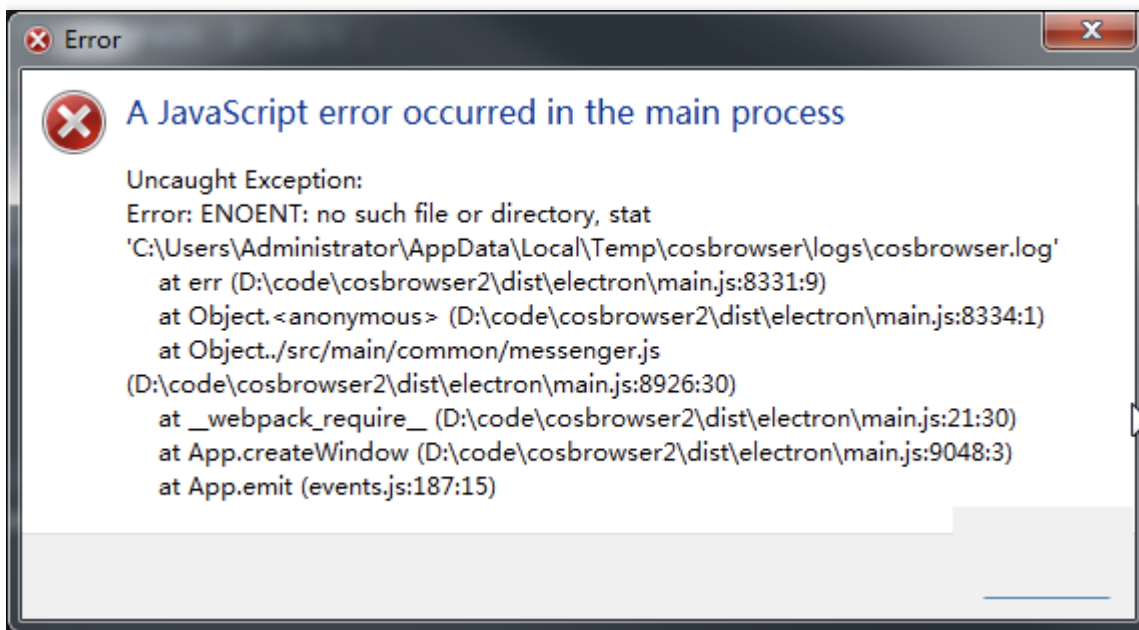 Error
A JavaScript error occurred in the main process
Uncaught Exception:
Error: ENOENT: no such file or directory, stat
'C:\Users\Administrator\AppData\Local\Temp\cosbrowser\logs\cosbrowser.log'
at err (D:\code\cosbrowser2\dist\electron\main.js:8331:9)
at Object.<anonymous> (D:\code\cosbrowser2\dist\electron\main.js:8334:1)
at Object../src/main/common/messenger.js
(D:\code\cosbrowser2\dist\electron\main.js:8926:30)
at __webpack_require__ (D:\code\cosbrowser2\dist\electron\main.js:21:30)
at App.createWindow (D:\code\cosbrowser2\dist\electron\main.js:9048:3)
at App.emit (events.js:187:15)